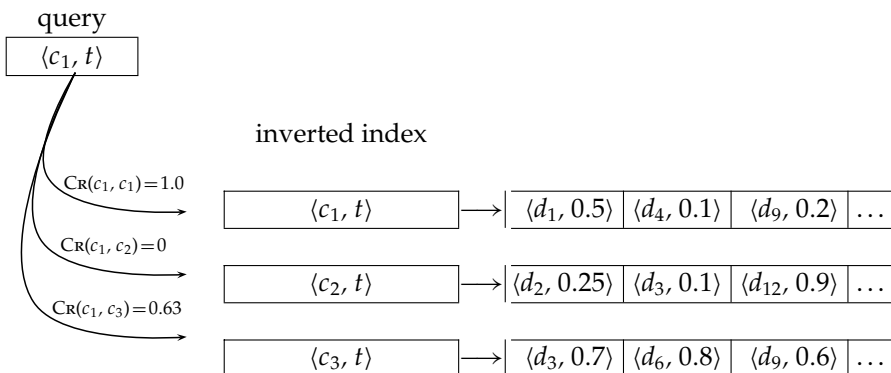 query
⟨c₁, t⟩
inverted index
CR(c₁, c₁)=1.0
⟨c₁, t⟩ ⟨d₁, 0.5⟩ ⟨d₄, 0.1⟩ ⟨d₉, 0.2⟩ ...
CR(c₁, c₂)=0
⟨c₂, t⟩ ⟨d₂, 0.25⟩ ⟨d₃, 0.1⟩ ⟨d₁₂, 0.9⟩ ...
CR(c₁, c₃)=0.63
⟨c₃, t⟩ ⟨d₃, 0.7⟩ ⟨d₆, 0.8⟩ ⟨d₉, 0.6⟩ ...